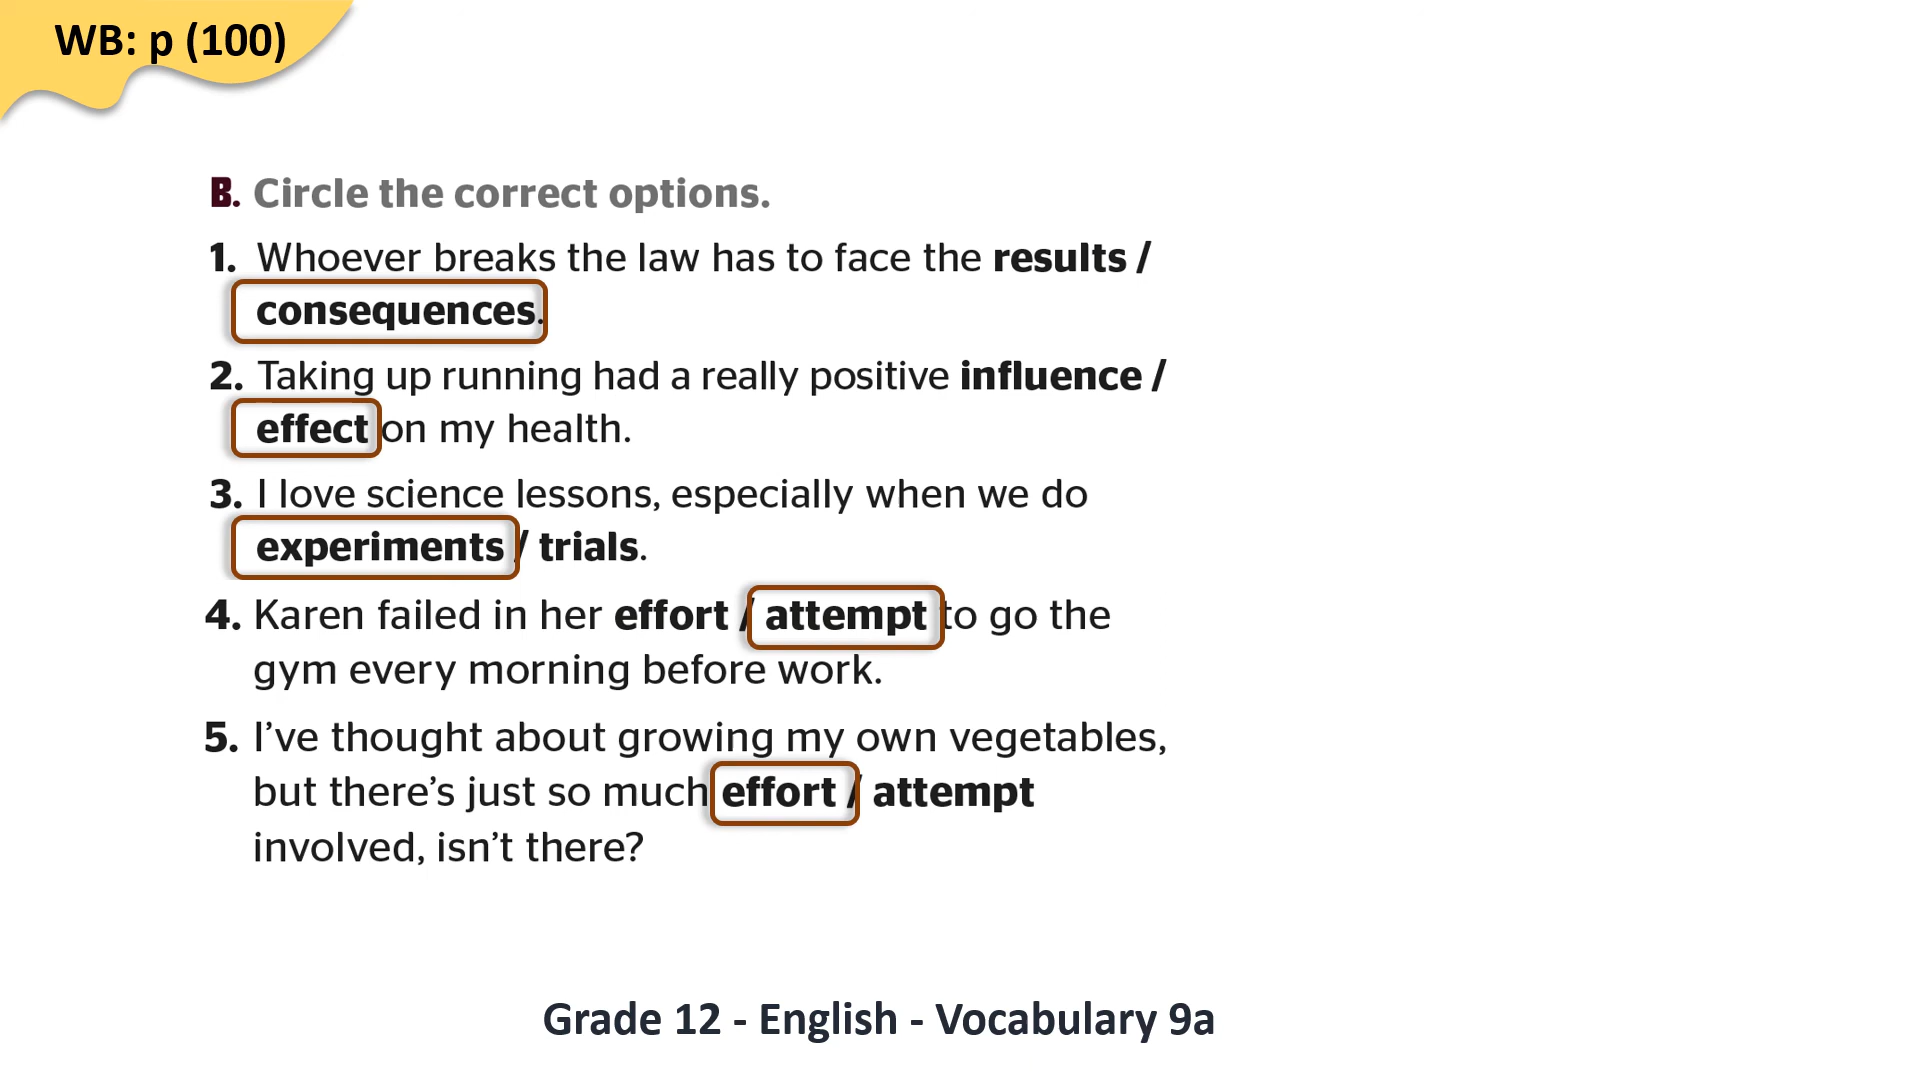 WB: p (100)
B. Circle the correct options.
1. Whoever breaks the law has to face the results /
consequences.
2. Taking up running had a really positive influence /
effect on my health.
3. I love science lessons, especially when we do
experiments / trials.
4. Karen failed in her effort / attempt to go the
gym every morning before work.
5. I’ve thought about growing my own vegetables,
but there’s just so much effort / attempt
involved, isn’t there?
Grade 12 - English - Vocabulary 9a